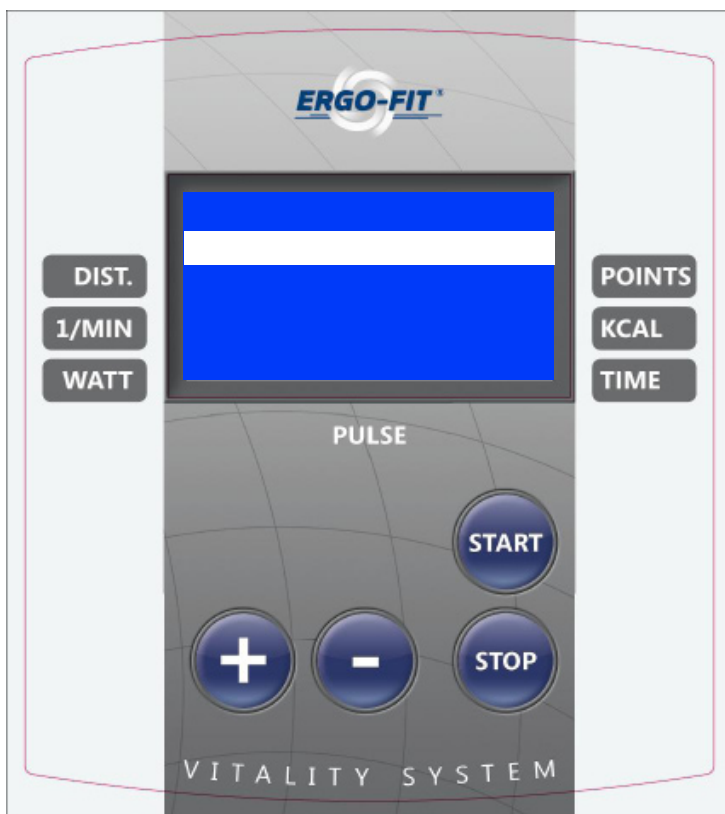 ERGO-FIT®
DIST.
POINTS
1/MIN
KCAL
WATT
TIME
PULSE
START
+
-
STOP
VITALITY SYSTEM